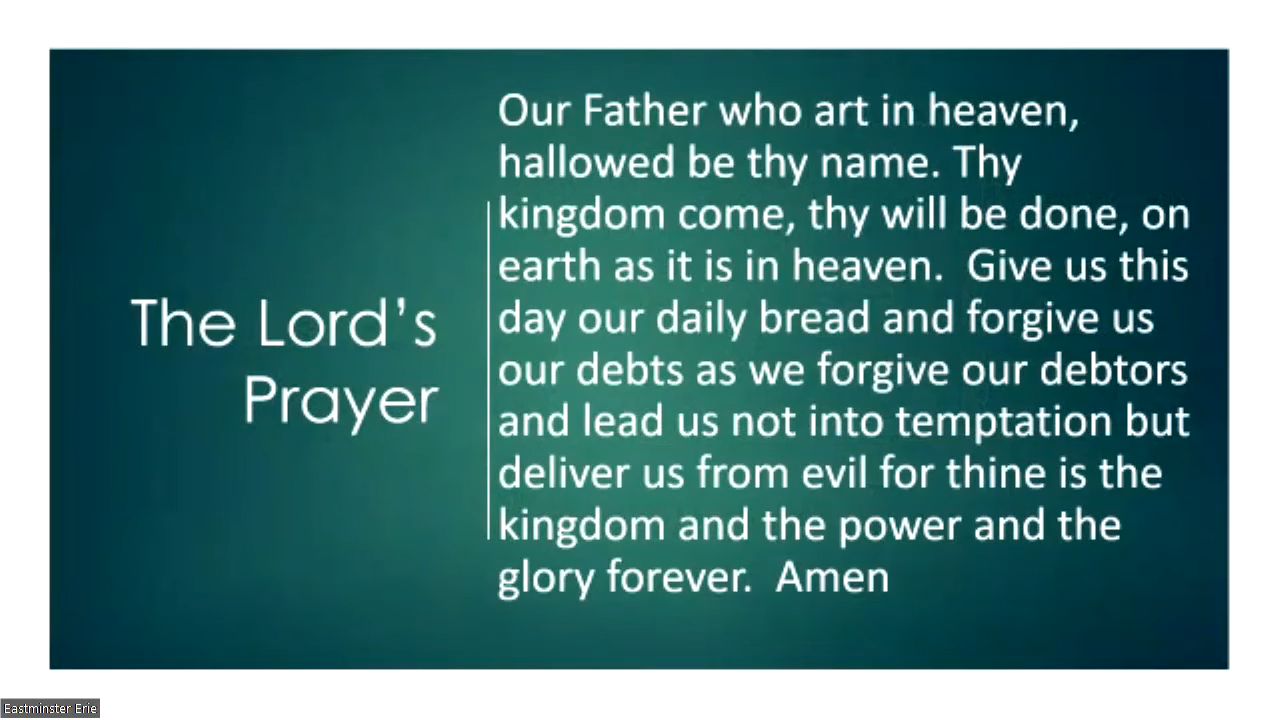 The Lord's
Prayer
Our Father who art in heaven,
hallowed be thy name. Thy
kingdom come, thy will be done, on
earth as it is in heaven.  Give us this
day our daily bread and forgive us
our debts as we forgive our debtors
and lead us not into temptation but
deliver us from evil for thine is the
kingdom and the power and the
glory forever.  Amen
Eastminster Erie